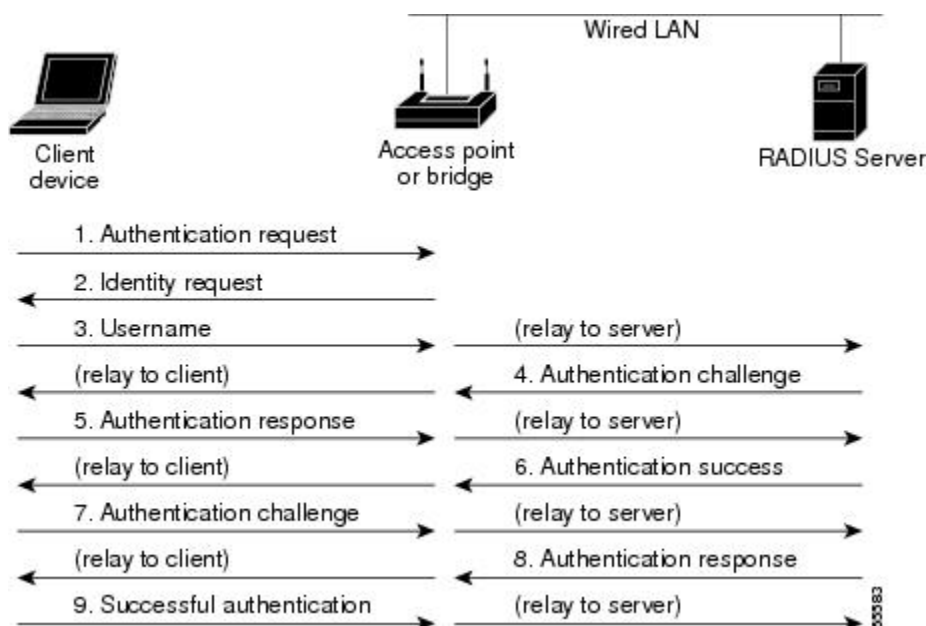 Wired LAN
Client
device
Access point
or bridge
RADIUS Server
1. Authentication request
2. Identity request
3. Username
(relay to server)
(relay to client)
4. Authentication challenge
5. Authentication response
(relay to server)
(relay to client)
6. Authentication success
7. Authentication challenge
(relay to server)
(relay to client)
8. Authentication response
9. Successful authentication
(relay to server)
65583